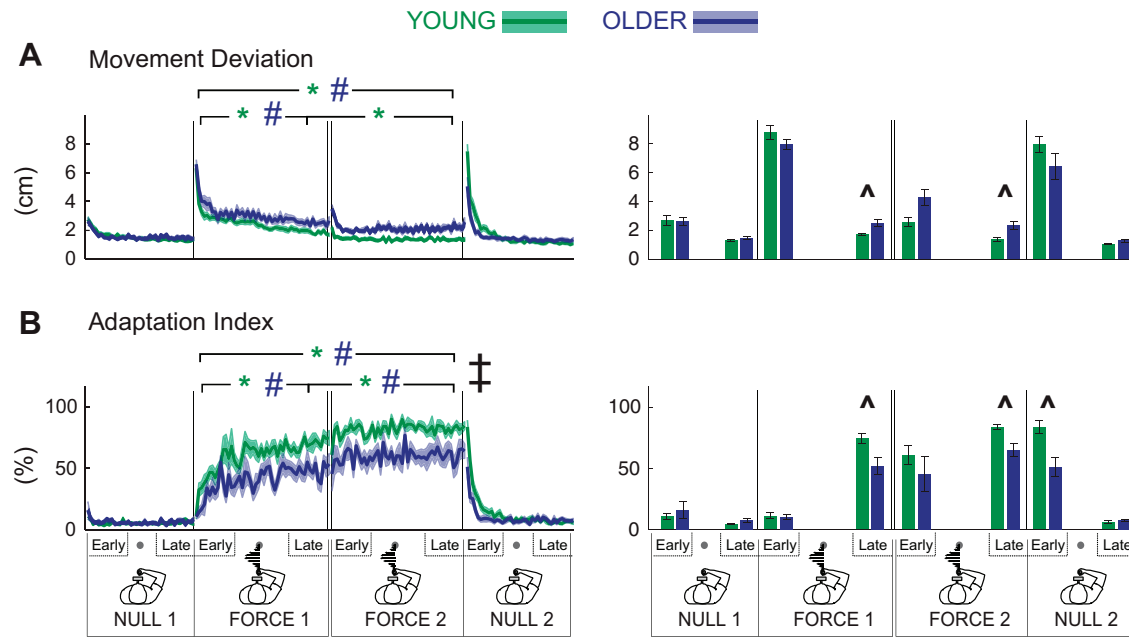 YOUNG OLDER
A Movement Deviation
* #
* # *
8
6
4
2
0
(cm)
8
6
4
2
0
^ ^
B Adaptation Index
* #
‡
* # * #
100
50
0
(%)
100
50
0
^ ^ ^
Early Late Early Late Early Late Early Late
NULL 1 FORCE 1 FORCE 2 NULL 2
Early Late Early Late Early Late Early Late
NULL 1 FORCE 1 FORCE 2 NULL 2